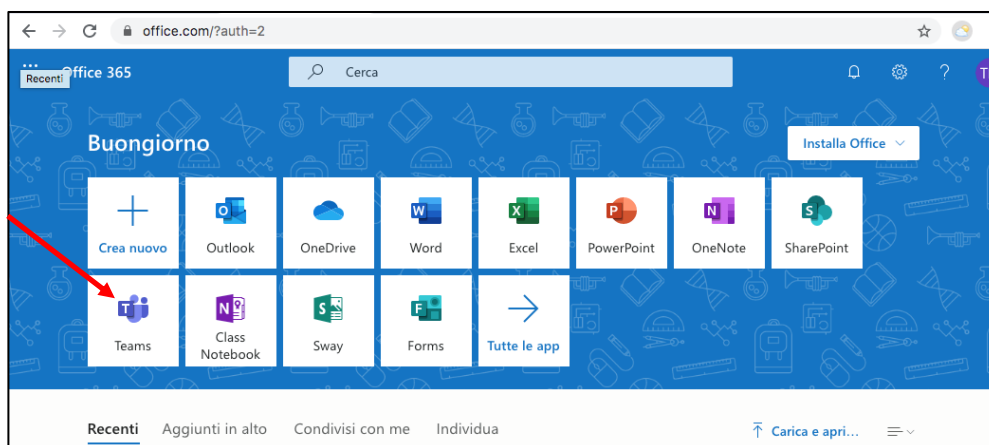 office.com/?auth=2
Recenti
Office 365
Cerca
T
Buongiorno
Installa Office
Crea nuovo
Outlook
OneDrive
Word
Excel
PowerPoint
OneNote
SharePoint
Teams
Class
Notebook
Sway
Forms
Tutte le app
Recenti
Aggiunti in alto
Condivisi con me
Individua
Carica e apri...